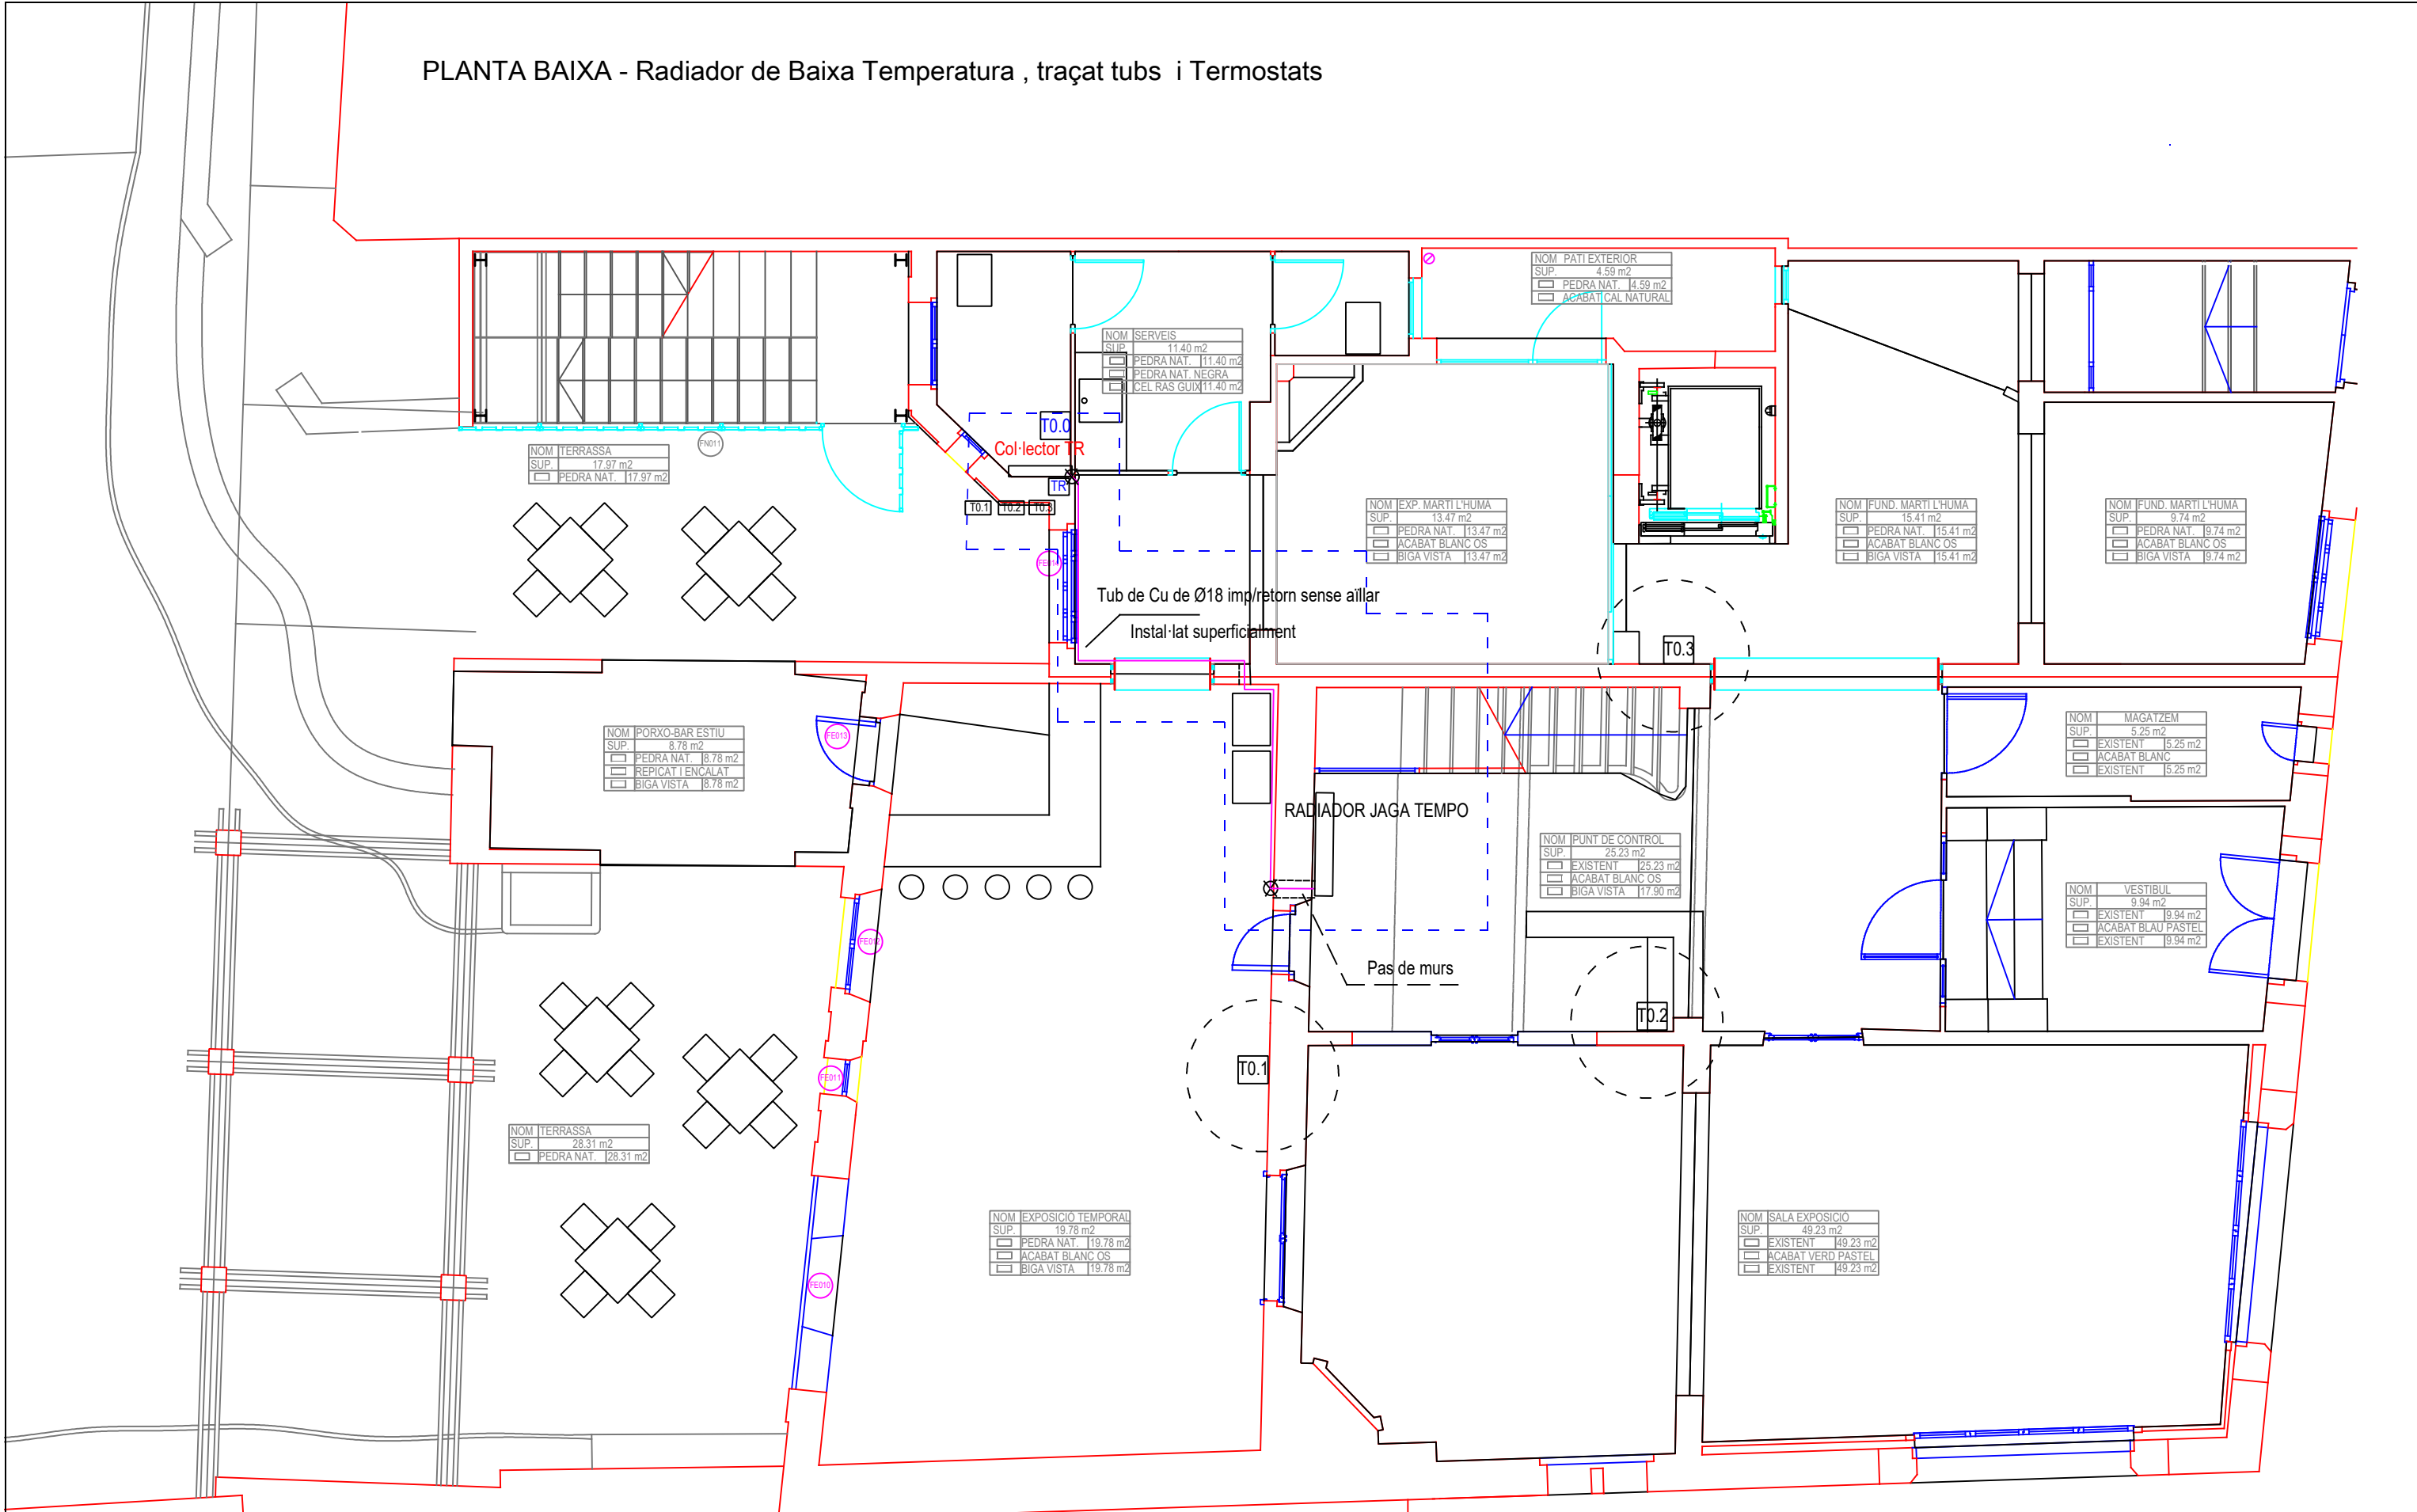 PLANTA BAIXA - Radiador de Baixa Temperatura , traçat tubs i Termostats
NOM PATI EXTERIOR
SUP. 4.59 m2
PEDRA NAT. 4.59 m2
ACABAT CAL NATURAL
NOM SERVEIS
SUP. 11.40 m2
PEDRA NAT. 11.40 m2
PEDRA NAT. NEGRA
CEL RAS GUIX 11.40 m2
T0.0
Col·lector TR
TR
T0.1 T0.2 T0.3
FN011
NOM TERRASSA
SUP. 17.97 m2
PEDRA NAT. 17.97 m2
NOM EXP. MARTI L'HUMA
SUP. 13.47 m2
PEDRA NAT. 13.47 m2
ACABAT BLANC OS
BIGA VISTA 13.47 m2
NOM FUND. MARTI L'HUMA
SUP. 15.41 m2
PEDRA NAT. 15.41 m2
ACABAT BLANC OS
BIGA VISTA 15.41 m2
NOM FUND. MARTI L'HUMA
SUP. 9.74 m2
PEDRA NAT. 9.74 m2
ACABAT BLANC OS
BIGA VISTA 9.74 m2
FE014
Tub de Cu de Ø18 imp/retorn sense aïllar
Instal·lat superficialment
T0.3
NOM PORXO-BAR ESTIU
SUP. 8.78 m2
PEDRA NAT. 8.78 m2
REPICAT I ENCALAT
BIGA VISTA 8.78 m2
FE013
NOM MAGATZEM
SUP. 5.25 m2
EXISTENT 5.25 m2
ACABAT BLANC
EXISTENT 5.25 m2
RADIADOR JAGA TEMPO
NOM PUNT DE CONTROL
SUP. 25.23 m2
EXISTENT 25.23 m2
ACABAT BLANC OS
BIGA VISTA 17.90 m2
NOM VESTIBUL
SUP. 9.94 m2
EXISTENT 9.94 m2
ACABAT BLAU PASTEL
EXISTENT 9.94 m2
FE012
Pas de murs
T0.2
T0.1
FE011
NOM TERRASSA
SUP. 28.31 m2
PEDRA NAT. 28.31 m2
NOM EXPOSICIÓ TEMPORAL
SUP. 19.78 m2
PEDRA NAT. 19.78 m2
ACABAT BLANC OS
BIGA VISTA 19.78 m2
NOM SALA EXPOSICIÓ
SUP. 49.23 m2
EXISTENT 49.23 m2
ACABAT VERD PASTEL
EXISTENT 49.23 m2
FE010